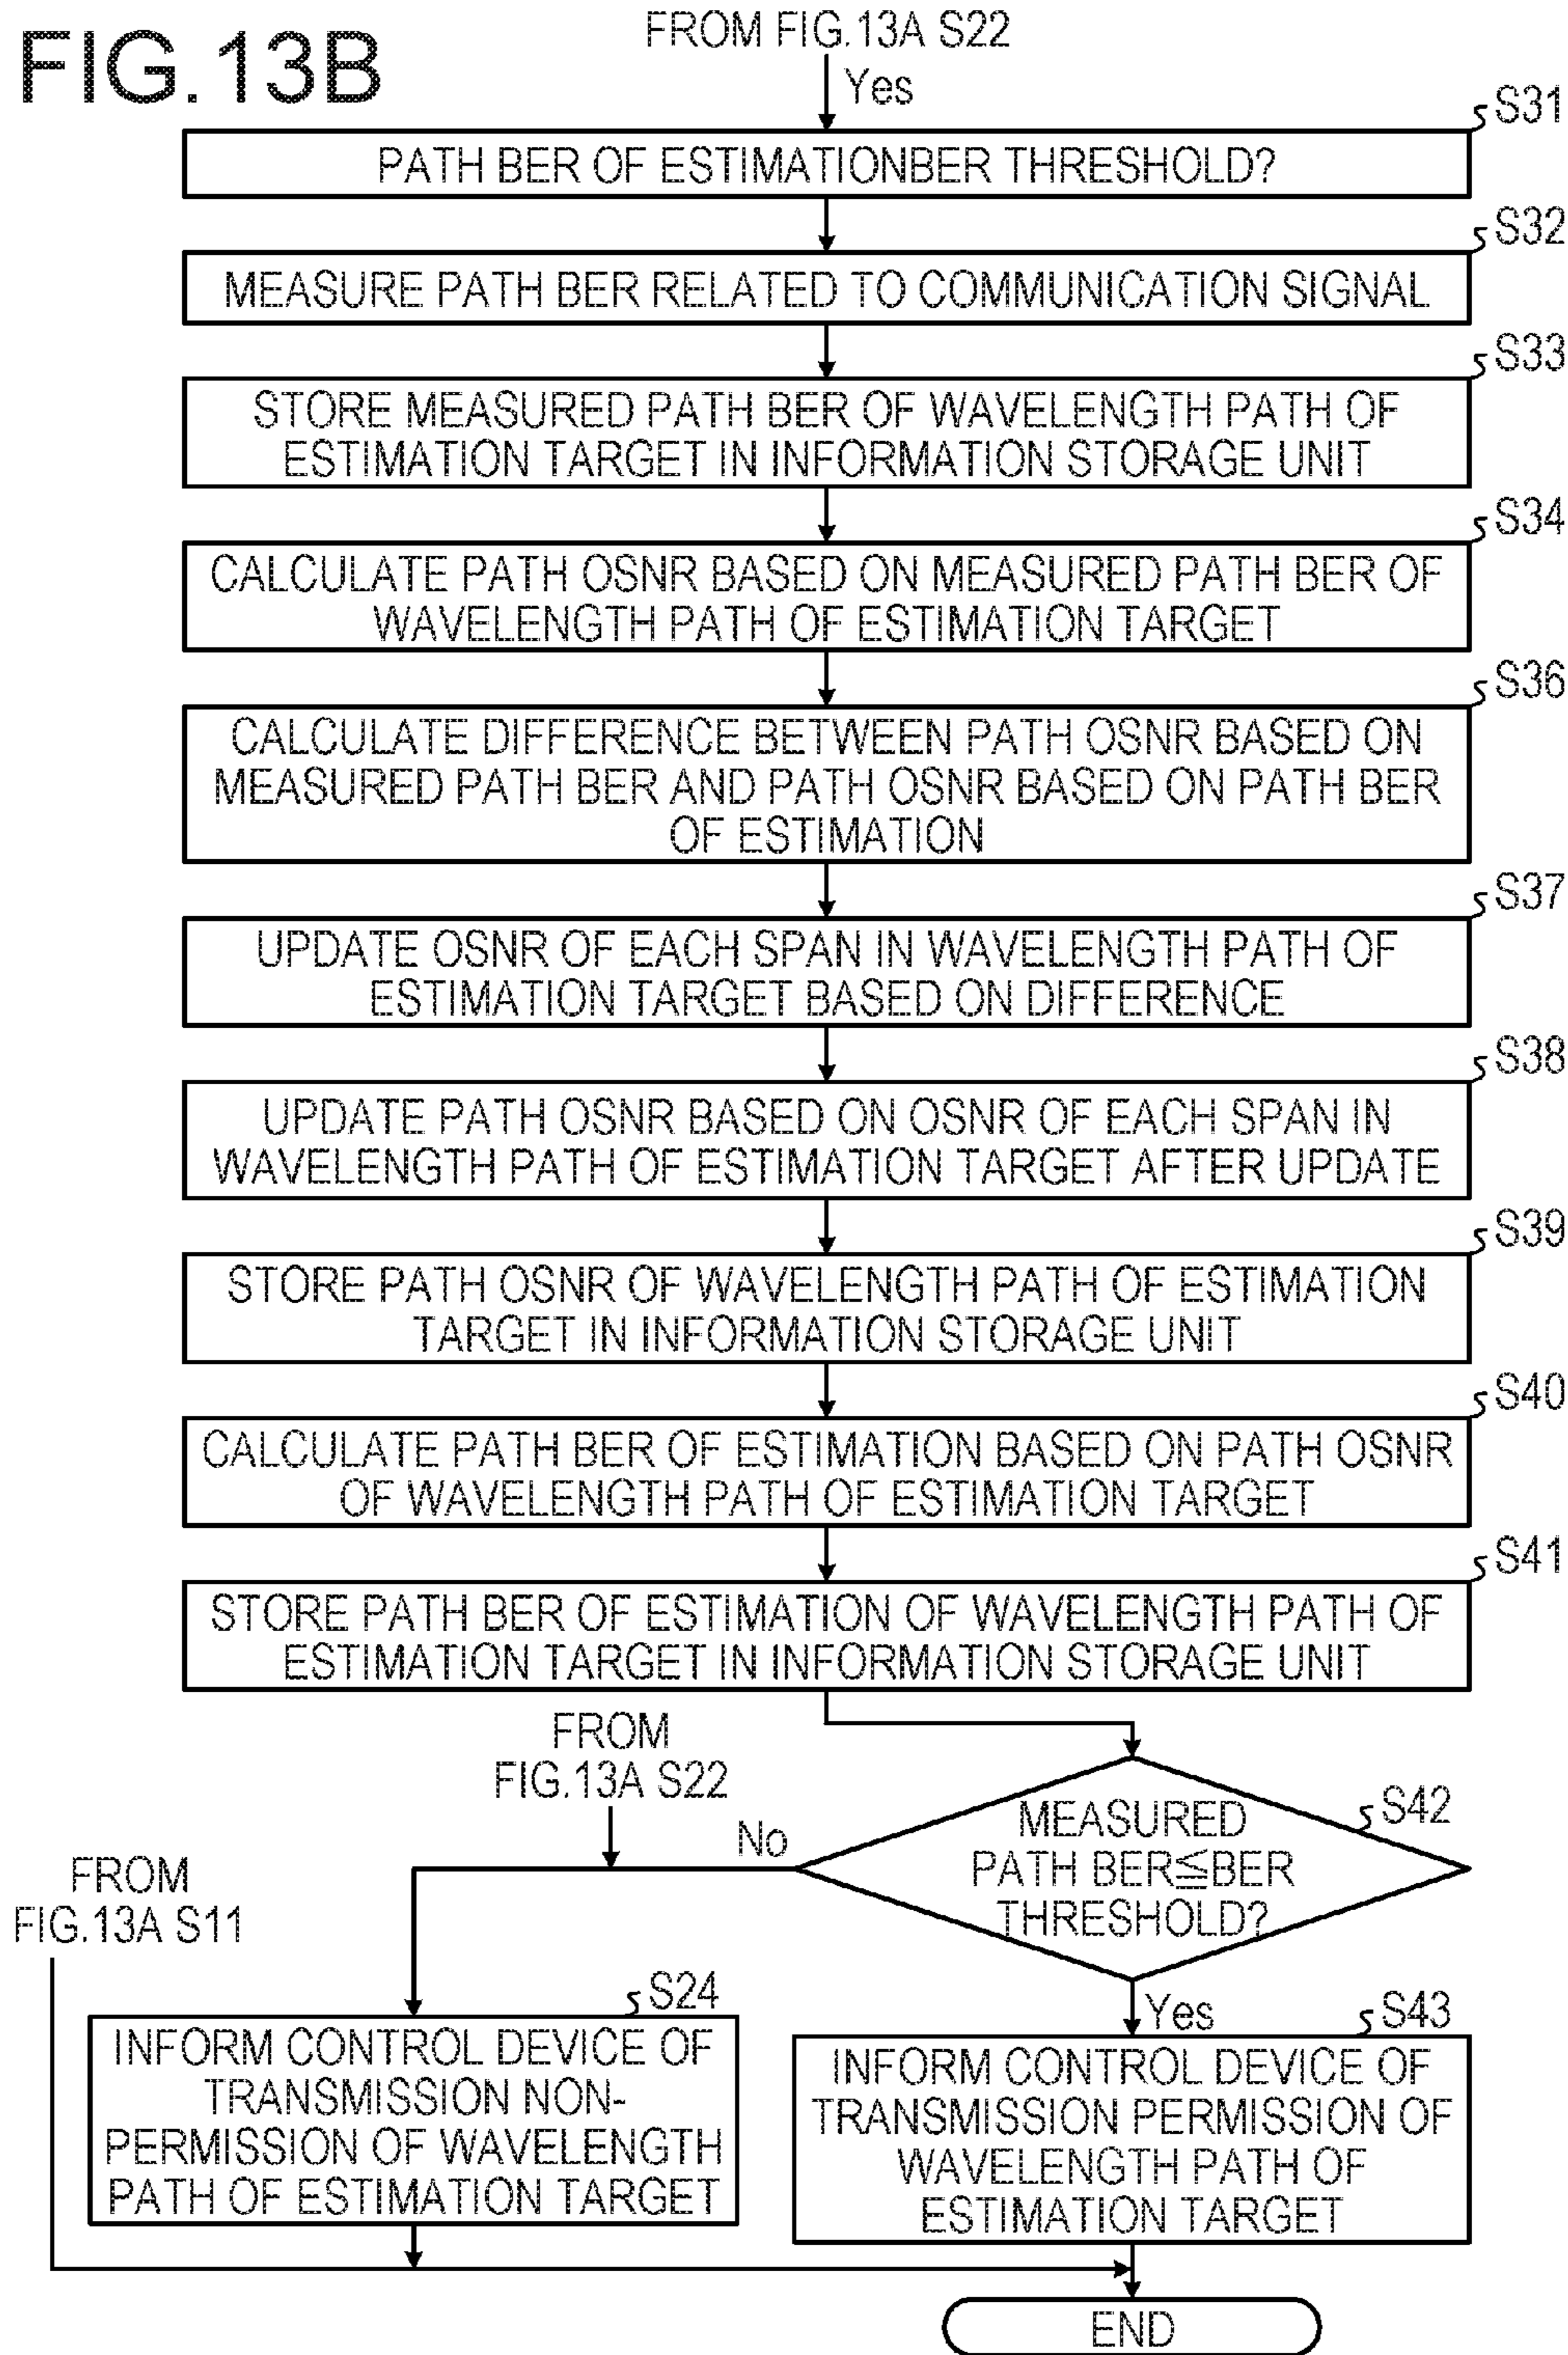 FIG. 13B
FROM FIG.13A S22
Yes
S31
PATH BER OF ESTIMATIONBER THRESHOLD?
S32
MEASURE PATH BER RELATED TO COMMUNICATION SIGNAL
S33
STORE MEASURED PATH BER OF WAVELENGTH PATH OF
ESTIMATION TARGET IN INFORMATION STORAGE UNIT
S34
CALCULATE PATH OSNR BASED ON MEASURED PATH BER OF
WAVELENGTH PATH OF ESTIMATION TARGET
S36
CALCULATE DIFFERENCE BETWEEN PATH OSNR BASED ON
MEASURED PATH BER AND PATH OSNR BASED ON PATH BER
OF ESTIMATION
S37
UPDATE OSNR OF EACH SPAN IN WAVELENGTH PATH OF
ESTIMATION TARGET BASED ON DIFFERENCE
S38
UPDATE PATH OSNR BASED ON OSNR OF EACH SPAN IN
WAVELENGTH PATH OF ESTIMATION TARGET AFTER UPDATE
S39
STORE PATH OSNR OF WAVELENGTH PATH OF ESTIMATION
TARGET IN INFORMATION STORAGE UNIT
S40
CALCULATE PATH BER OF ESTIMATION BASED ON PATH OSNR
OF WAVELENGTH PATH OF ESTIMATION TARGET
S41
STORE PATH BER OF ESTIMATION OF WAVELENGTH PATH OF
ESTIMATION TARGET IN INFORMATION STORAGE UNIT
FROM
FIG.13A S22
S42
MEASURED
PATH BER≦BER
THRESHOLD?
No
FROM
FIG.13A S11
Yes
S24
INFORM CONTROL DEVICE OF
TRANSMISSION NON-
PERMISSION OF WAVELENGTH
PATH OF ESTIMATION TARGET
S43
INFORM CONTROL DEVICE OF
TRANSMISSION PERMISSION OF
WAVELENGTH PATH OF
ESTIMATION TARGET
END